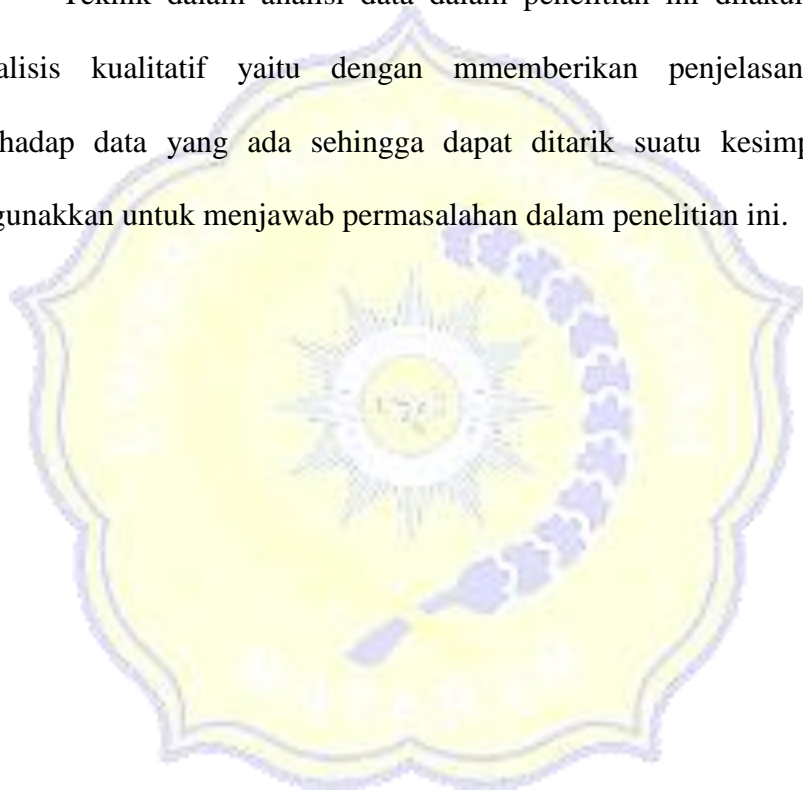 Teknik dalam analisi data dalam penelitian ini dilaku
alisis kualitatif yaitu dengan mmemberikan penjelasan
hadap data yang ada sehingga dapat ditarik suatu kesimp
gunakkan untuk menjawab permasalahan dalam penelitian ini.
MATARAM